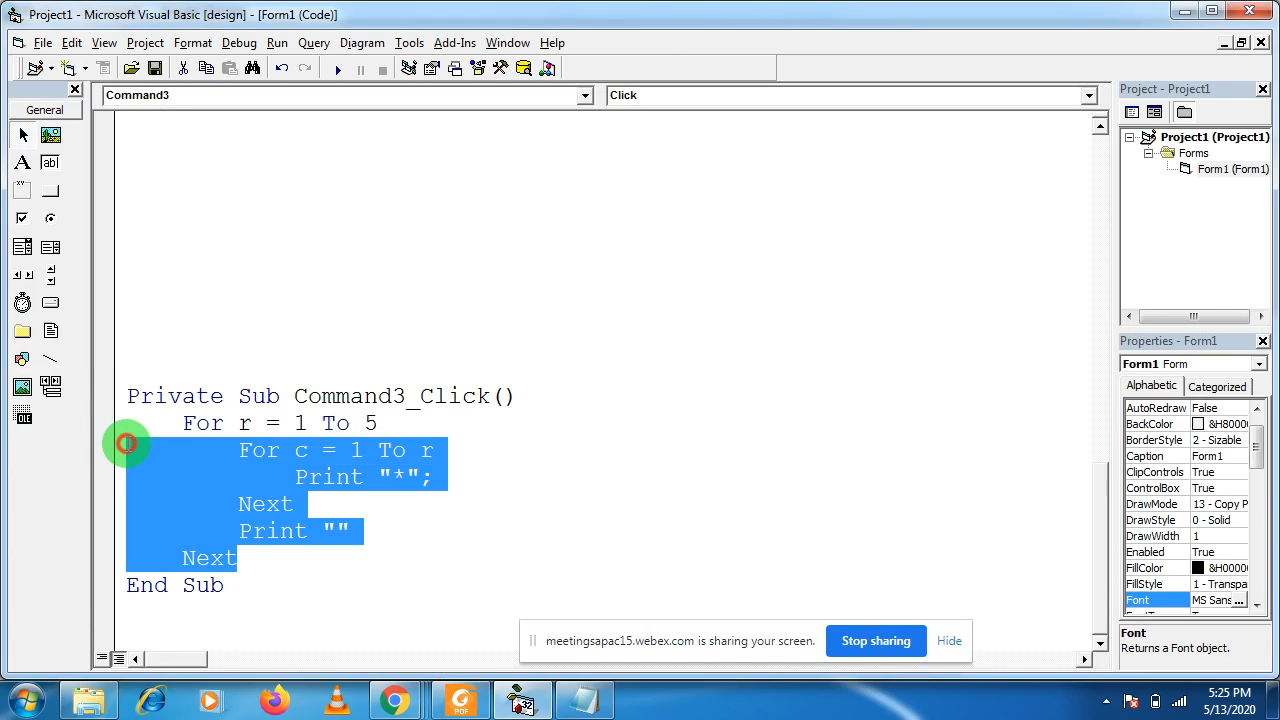 Project1 - Microsoft Visual Basic [design] - [Form1 (Code)]
File Edit View Project Format Debug Run Query Diagram Tools Add-Ins Window Help
General
Command3
Click
Private Sub Command3_Click()
For r = 1 To 5
For c = 1 To r
Print "*";
Next
Print ""
Next
End Sub
meetingsapac15.webex.com is sharing your screen. Stop sharing Hide
Project - Project1
Project1 (Project1)
Forms
Form1 (Form1)
Properties - Form1
Form1 Form
Alphabetic Categorized
AutoRedraw False
BackColor &H8000
BorderStyle 2 - Sizable
Caption Form1
ClipControls True
ControlBox True
DrawMode 13 - Copy P
DrawStyle 0 - Solid
DrawWidth 1
Enabled True
FillColor &H0000
FillStyle 1 - Transpa
Font MS Sans ...
Font
Returns a Font object.
PDF
32
5:25 PM
5/13/2020